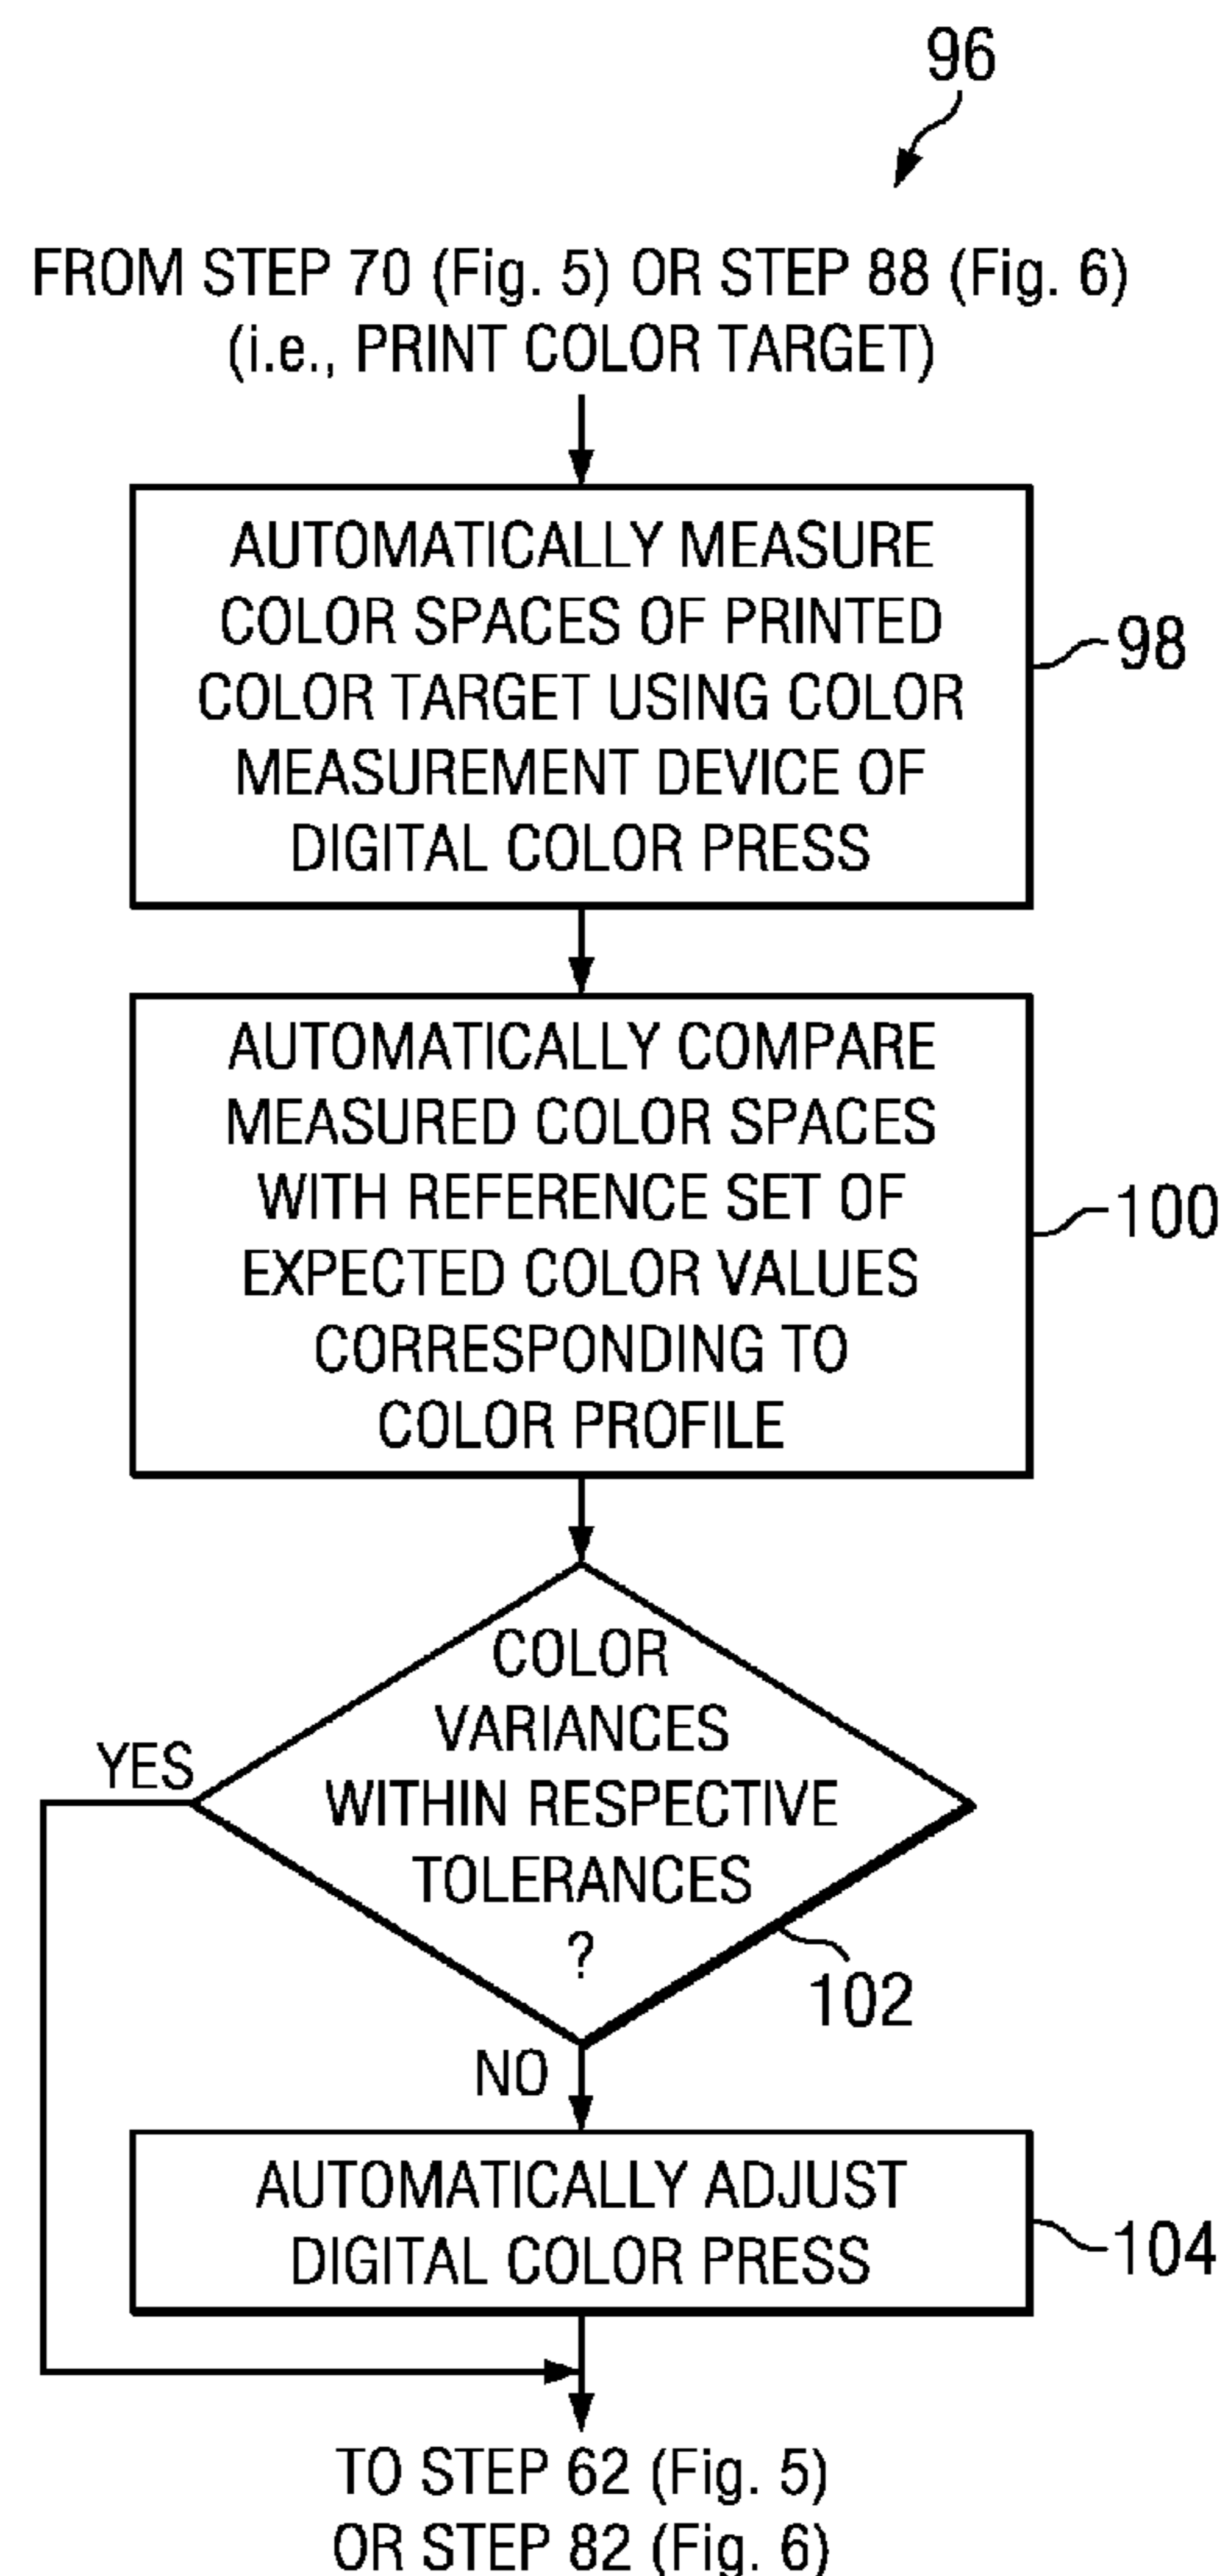 96
FROM STEP 70 (Fig. 5) OR STEP 88 (Fig. 6)
(i.e., PRINT COLOR TARGET)
AUTOMATICALLY MEASURE
COLOR SPACES OF PRINTED
COLOR TARGET USING COLOR
MEASUREMENT DEVICE OF
DIGITAL COLOR PRESS
98
AUTOMATICALLY COMPARE
MEASURED COLOR SPACES
WITH REFERENCE SET OF
EXPECTED COLOR VALUES
CORRESPONDING TO
COLOR PROFILE
100
COLOR
VARIANCES
WITHIN RESPECTIVE
TOLERANCES
?
YES
102
NO
AUTOMATICALLY ADJUST
DIGITAL COLOR PRESS
104
TO STEP 62 (Fig. 5)
OR STEP 82 (Fig. 6)